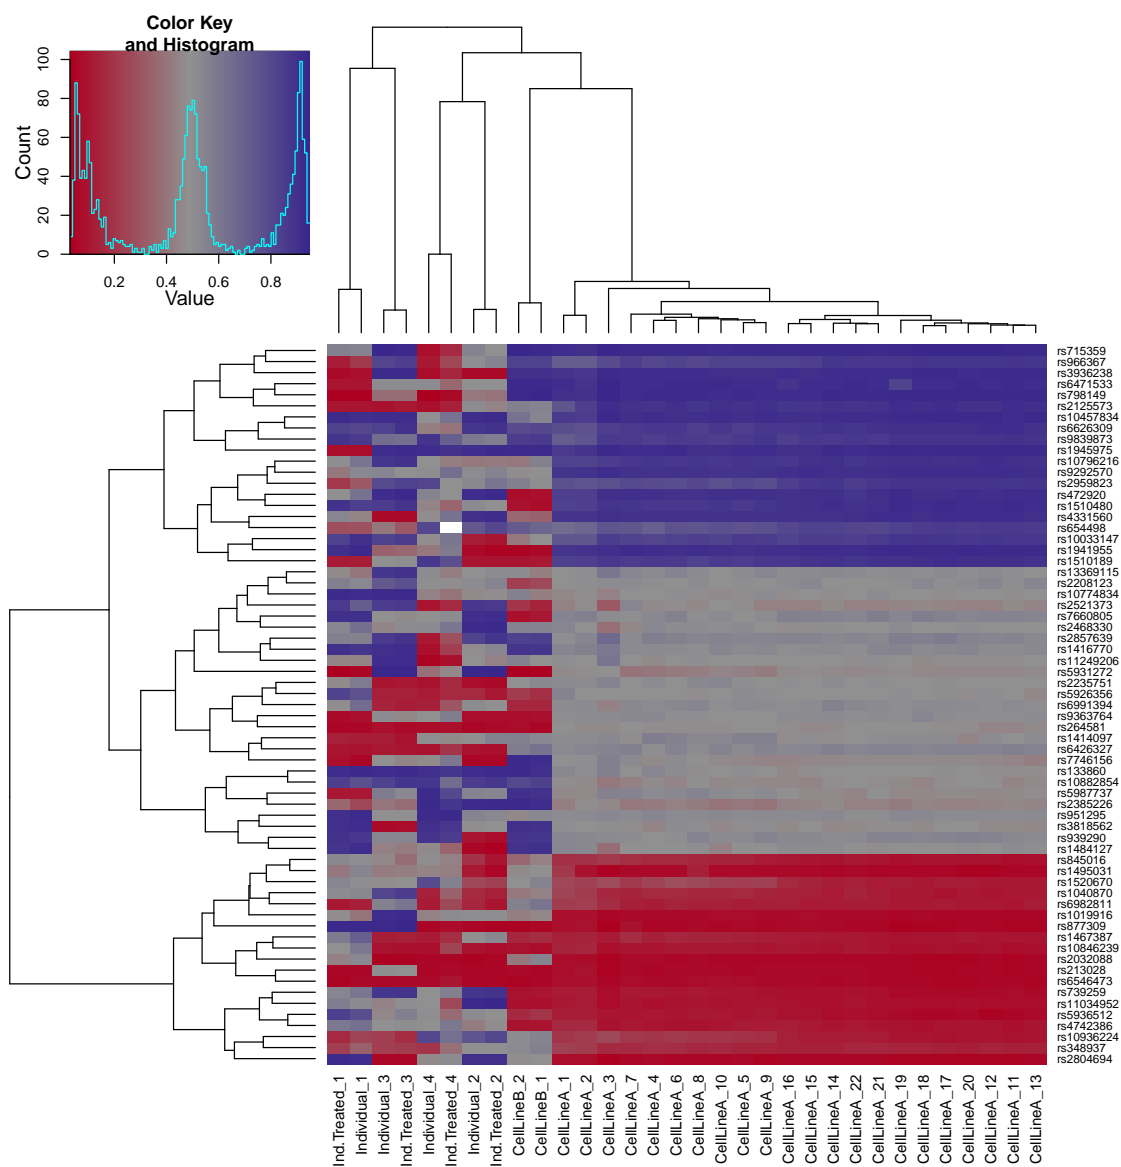 Color Key
and Histogram
Count
0
20
40
60
80
100
0.2 0.4 0.6 0.8
Value
rs715359
rs966367
rs3936238
rs6471533
rs798149
rs2125573
rs10457834
rs6626309
rs9839873
rs1945975
rs10796216
rs9292570
rs2959823
rs472920
rs1510480
rs4331560
rs654498
rs10033147
rs1941955
rs1510189
rs13369115
rs2208123
rs10774834
rs2521373
rs7660805
rs2468330
rs2857639
rs1416770
rs11249206
rs5931272
rs2235751
rs5926356
rs6991394
rs9363764
rs264581
rs1414097
rs6426327
rs7746156
rs133860
rs10882854
rs5987737
rs2385226
rs951295
rs3818562
rs939290
rs1484127
rs845016
rs1495031
rs1520670
rs1040870
rs6982811
rs1019916
rs877309
rs1467387
rs10846239
rs2032088
rs213028
rs6546473
rs739259
rs11034952
rs5936512
rs4742386
rs10936224
rs348937
rs2804694
Ind.Treated_1
Individual_1
Individual_3
Ind.Treated_3
Individual_4
Ind.Treated_4
Individual_2
Ind.Treated_2
CellLineB_2
CellLineB_1
CellLineA_1
CellLineA_2
CellLineA_3
CellLineA_7
CellLineA_4
CellLineA_6
CellLineA_8
CellLineA_10
CellLineA_5
CellLineA_9
CellLineA_16
CellLineA_15
CellLineA_14
CellLineA_22
CellLineA_21
CellLineA_19
CellLineA_18
CellLineA_17
CellLineA_20
CellLineA_12
CellLineA_11
CellLineA_13